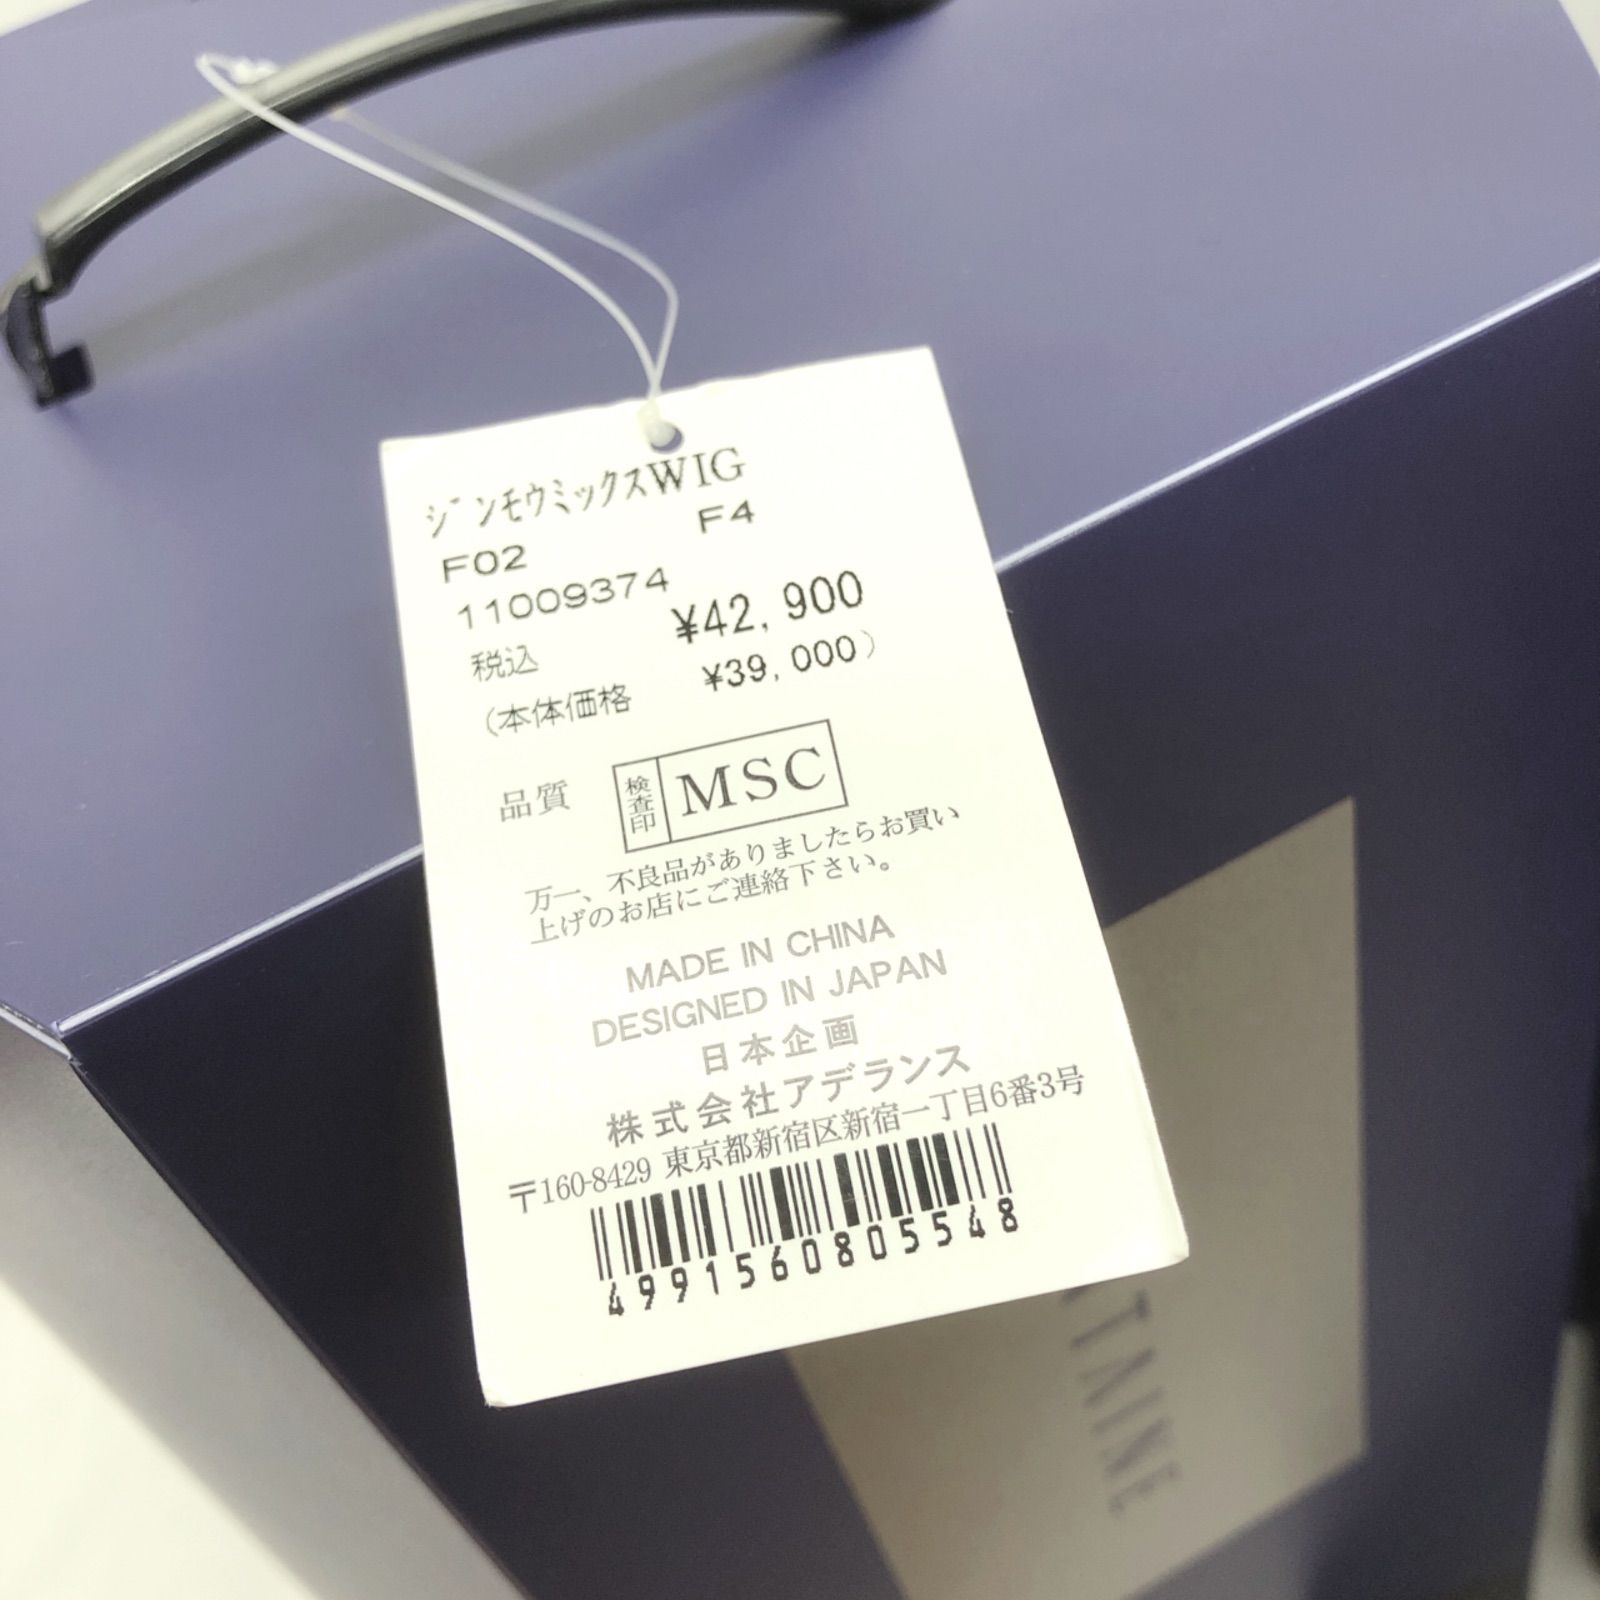 ｼﾞﾝﾓｳﾐｯｸｽWIG
F02 F4
11009374
税込 ¥42,900
(本体価格 ¥39,000)
品質 検査印 MSC
万一、不良品がありましたらお買い
上げのお店にご連絡下さい。
MADE IN CHINA
DESIGNED IN JAPAN
日本企画
株式会社アデランス
〒160-8429 東京都新宿区新宿一丁目6番3号
4991560805548
TAINE